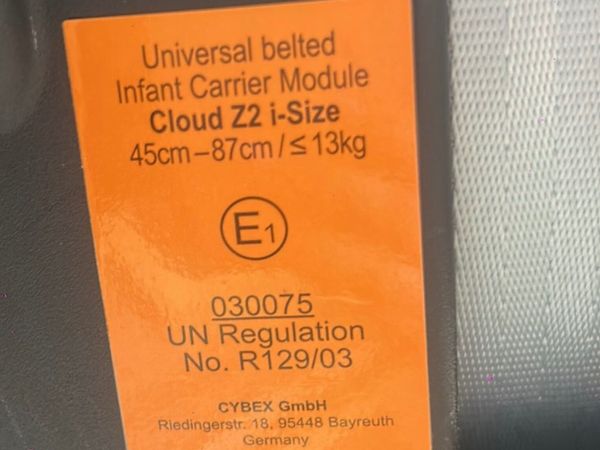 Universal belted
Infant Carrier Module
Cloud Z2 i-Size
45cm – 87cm / ≤ 13kg
E1
030075
UN Regulation
No. R129/03
CYBEX GmbH
Riedingerstr. 18, 95448 Bayreuth
Germany